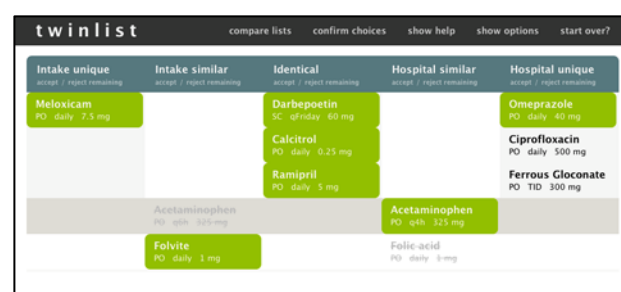 twinlist compare lists confirm choices show help show options start over?
Intake unique Intake similar Identical Hospital similar Hospital unique
accept / reject remaining accept / reject remaining accept / reject remaining accept / reject remaining accept / reject remaining
Meloxicam Darbepoetin Omeprazole
PO daily 7.5 mg SC qFriday 60 mg PO daily 40 mg
Calcitrol Ciprofloxacin
PO daily 0.25 mg PO daily 500 mg
Ramipril Ferrous Gloconate
PO daily 5 mg PO TID 300 mg
Acetaminophen Acetaminophen
PO q6h 325 mg PO q4h 325 mg
Folvite Folic acid
PO daily 1 mg PO daily 1 mg